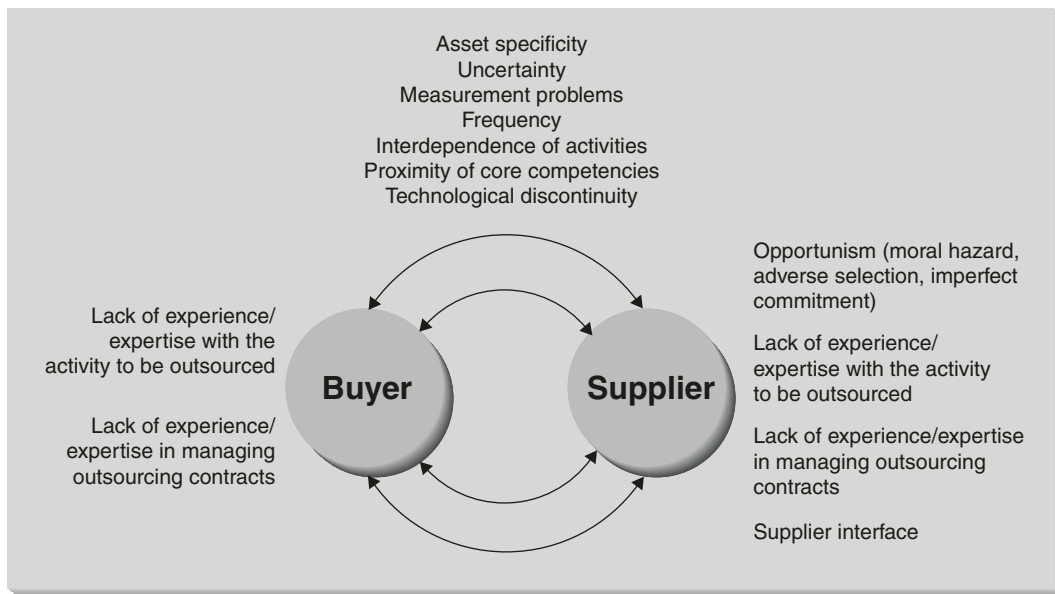 Asset specificity
Uncertainty
Measurement problems
Frequency
Interdependence of activities
Proximity of core competencies
Technological discontinuity
Lack of experience/
expertise with the
activity to be outsourced
Lack of experience/
expertise in managing
outsourcing contracts
Buyer
Supplier
Opportunism (moral hazard,
adverse selection, imperfect
commitment)
Lack of experience/
expertise with the activity
to be outsourced
Lack of experience/expertise
in managing outsourcing
contracts
Supplier interface